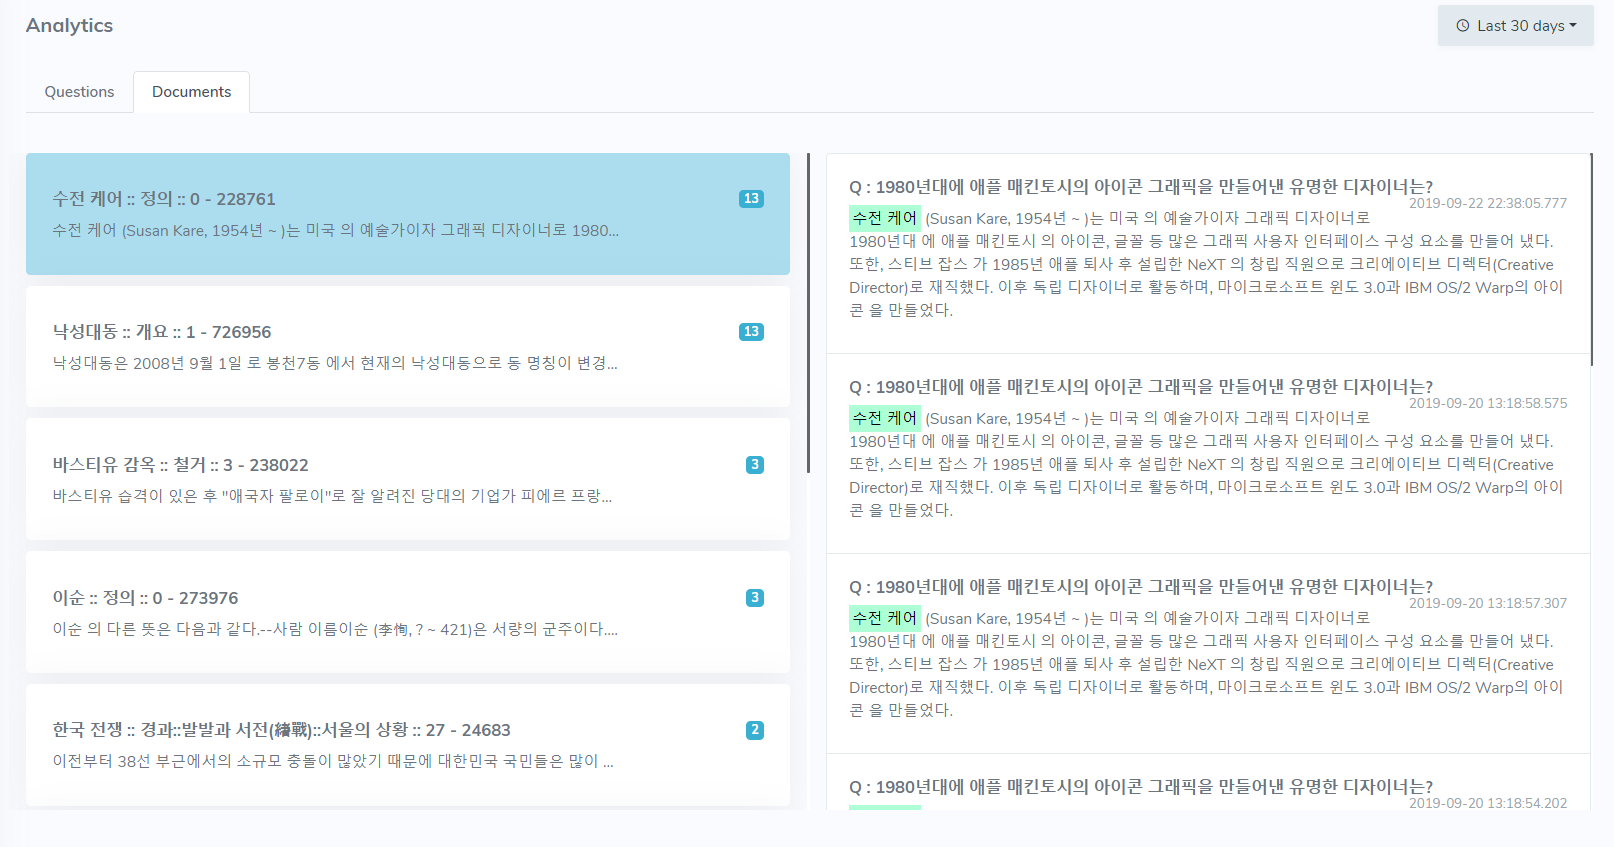 Analytics
Last 30 days
Questions
Documents
수전 케어 :: 정의 :: 0 - 228761
13
수전 케어 (Susan Kare, 1954년 ~ )는 미국 의 예술가이자 그래픽 디자이너로 1980...
낙성대동 :: 개요 :: 1 - 726956
13
낙성대동은 2008년 9월 1일 로 봉천7동 에서 현재의 낙성대동으로 동 명칭이 변경...
바스티유 감옥 :: 철거 :: 3 - 238022
3
바스티유 습격이 있은 후 "애국자 팔로이"로 잘 알려진 당대의 기업가 피에르 프랑...
이순 :: 정의 :: 0 - 273976
3
이순 의 다른 뜻은 다음과 같다.--사람 이름이순 (李恂, ? ~ 421)은 서량의 군주이다....
한국 전쟁 :: 경과::발발과 서전(緖戰)::서울의 상황 :: 27 - 24683
2
이전부터 38선 부근에서의 소규모 충돌이 많았기 때문에 대한민국 국민들은 많이 ...
Q : 1980년대에 애플 매킨토시의 아이콘 그래픽을 만들어낸 유명한 디자이너는?
2019-09-22 22:38:05.777
수전 케어 (Susan Kare, 1954년 ~ )는 미국 의 예술가이자 그래픽 디자이너로
1980년대 에 애플 매킨토시 의 아이콘, 글꼴 등 많은 그래픽 사용자 인터페이스 구성 요소를 만들어 냈다.
또한, 스티브 잡스 가 1985년 애플 퇴사 후 설립한 NeXT 의 창립 직원으로 크리에이티브 디렉터(Creative
Director)로 재직했다. 이후 독립 디자이너로 활동하며, 마이크로소프트 윈도 3.0과 IBM OS/2 Warp의 아이
콘 을 만들었다.
Q : 1980년대에 애플 매킨토시의 아이콘 그래픽을 만들어낸 유명한 디자이너는?
2019-09-20 13:18:58.575
수전 케어 (Susan Kare, 1954년 ~ )는 미국 의 예술가이자 그래픽 디자이너로
1980년대 에 애플 매킨토시 의 아이콘, 글꼴 등 많은 그래픽 사용자 인터페이스 구성 요소를 만들어 냈다.
또한, 스티브 잡스 가 1985년 애플 퇴사 후 설립한 NeXT 의 창립 직원으로 크리에이티브 디렉터(Creative
Director)로 재직했다. 이후 독립 디자이너로 활동하며, 마이크로소프트 윈도 3.0과 IBM OS/2 Warp의 아이
콘 을 만들었다.
Q : 1980년대에 애플 매킨토시의 아이콘 그래픽을 만들어낸 유명한 디자이너는?
2019-09-20 13:18:57.307
수전 케어 (Susan Kare, 1954년 ~ )는 미국 의 예술가이자 그래픽 디자이너로
1980년대 에 애플 매킨토시 의 아이콘, 글꼴 등 많은 그래픽 사용자 인터페이스 구성 요소를 만들어 냈다.
또한, 스티브 잡스 가 1985년 애플 퇴사 후 설립한 NeXT 의 창립 직원으로 크리에이티브 디렉터(Creative
Director)로 재직했다. 이후 독립 디자이너로 활동하며, 마이크로소프트 윈도 3.0과 IBM OS/2 Warp의 아이
콘 을 만들었다.
Q : 1980년대에 애플 매킨토시의 아이콘 그래픽을 만들어낸 유명한 디자이너는?
2019-09-20 13:18:54.202